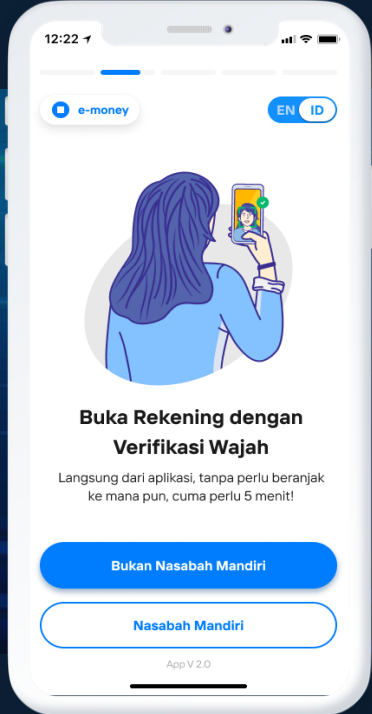 12:22
e-money
EN ID
Buka Rekening dengan
Verifikasi Wajah
Langsung dari aplikasi, tanpa perlu beranjak
ke mana pun, cuma perlu 5 menit!
Bukan Nasabah Mandiri
Nasabah Mandiri
App V 2.0